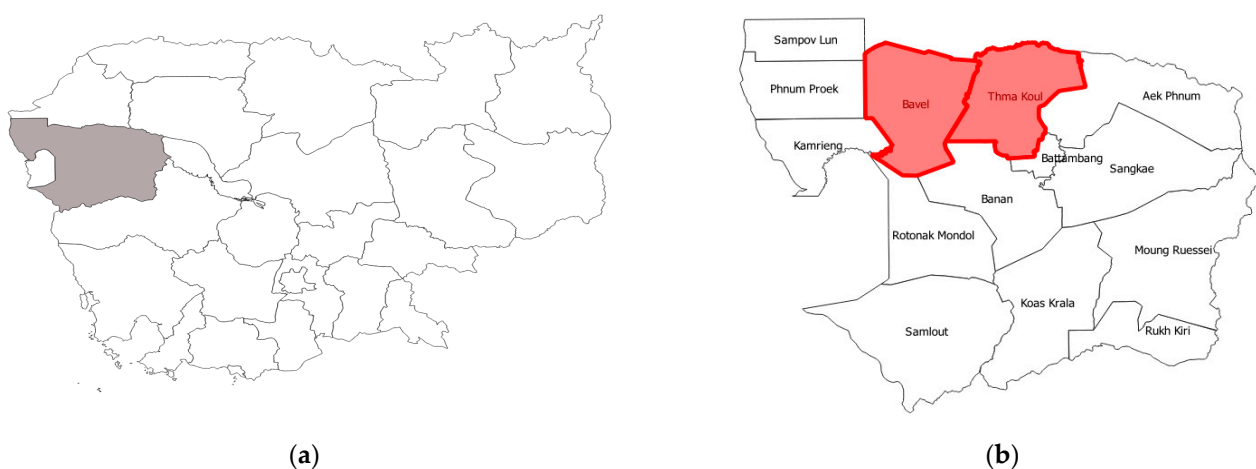 Sampov Lun
Phnum Proek
Bavel
Thma Koul
Aek Phnum
Kamrieng
Battambang
Sangkae
Banan
Rotonak Mondol
Moung Ruessei
Koas Krala
Samlout
Rukh Kiri
(a)
(b)